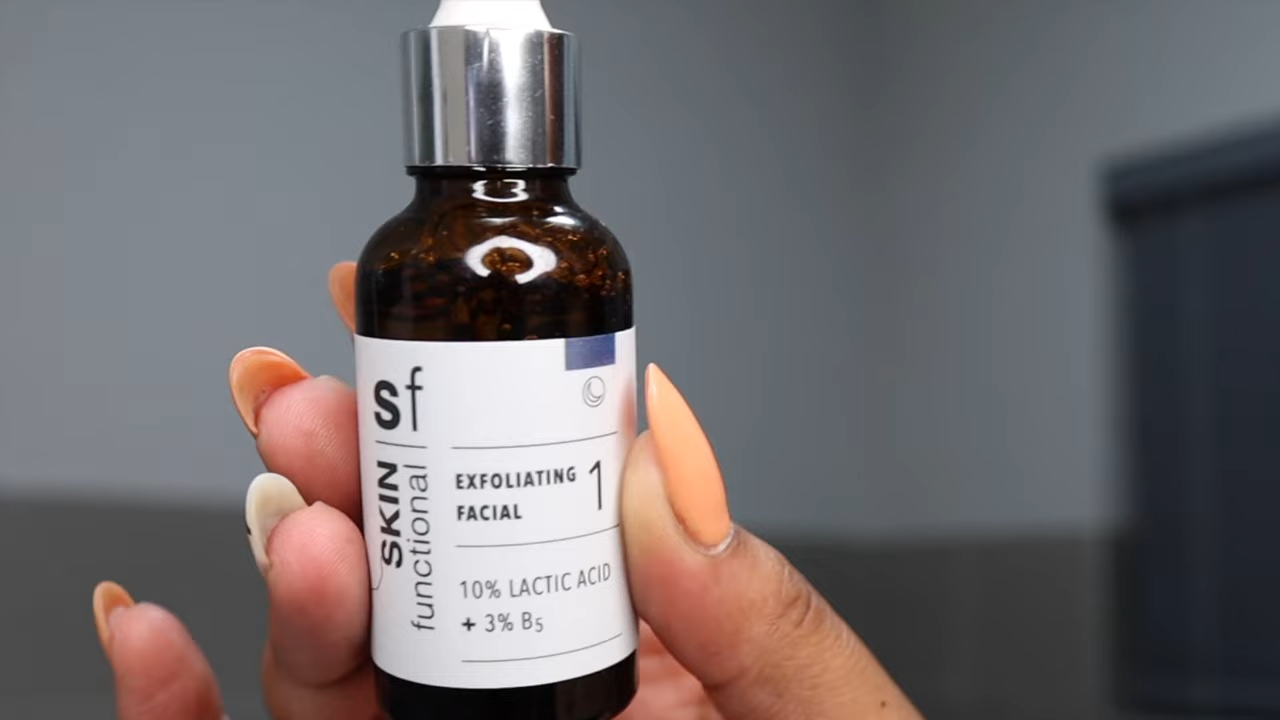 Sf
SKIN
functional
EXFOLIATING
FACIAL
1
10% LACTIC ACID
+ 3% B5